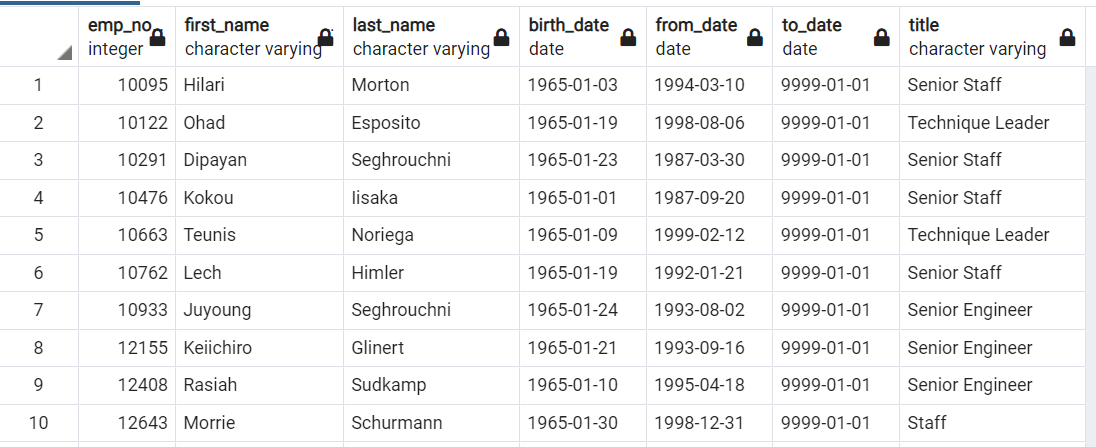 emp_no first_name last_name birth_date from_date to_date title
integer character varying character varying date date date character varying
1 10095 Hilari Morton 1965-01-03 1994-03-10 9999-01-01 Senior Staff
2 10122 Ohad Esposito 1965-01-19 1998-08-06 9999-01-01 Technique Leader
3 10291 Dipayan Seghrouchni 1965-01-23 1987-03-30 9999-01-01 Senior Staff
4 10476 Kokou Iisaka 1965-01-01 1987-09-20 9999-01-01 Senior Staff
5 10663 Teunis Noriega 1965-01-09 1999-02-12 9999-01-01 Technique Leader
6 10762 Lech Himler 1965-01-19 1992-01-21 9999-01-01 Senior Staff
7 10933 Juyoung Seghrouchni 1965-01-24 1993-08-02 9999-01-01 Senior Engineer
8 12155 Keiichiro Glinert 1965-01-21 1993-09-16 9999-01-01 Senior Engineer
9 12408 Rasiah Sudkamp 1965-01-10 1995-04-18 9999-01-01 Senior Engineer
10 12643 Morrie Schurmann 1965-01-30 1998-12-31 9999-01-01 Staff